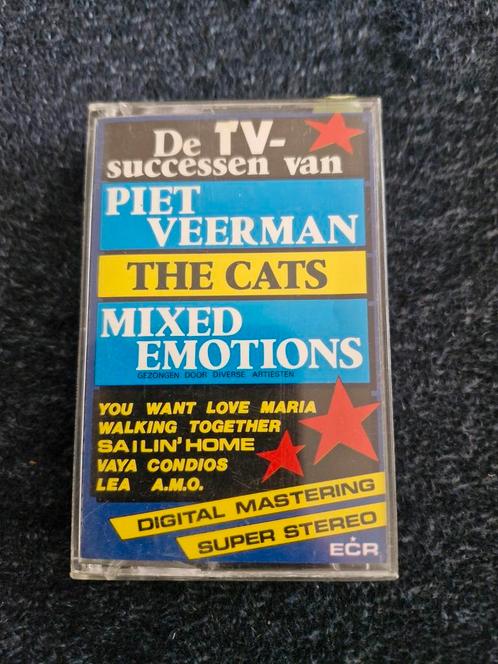 De TV-
successen van
PIET
VEERMAN
THE CATS
MIXED
EMOTIONS
GEZONGEN DOOR DIVERSE ARTIESTEN
YOU WANT LOVE MARIA
WALKING TOGETHER
SAILIN' HOME
VAYA CONDIOS
LEA A.M.O.
DIGITAL MASTERING
SUPER STEREO
ECR